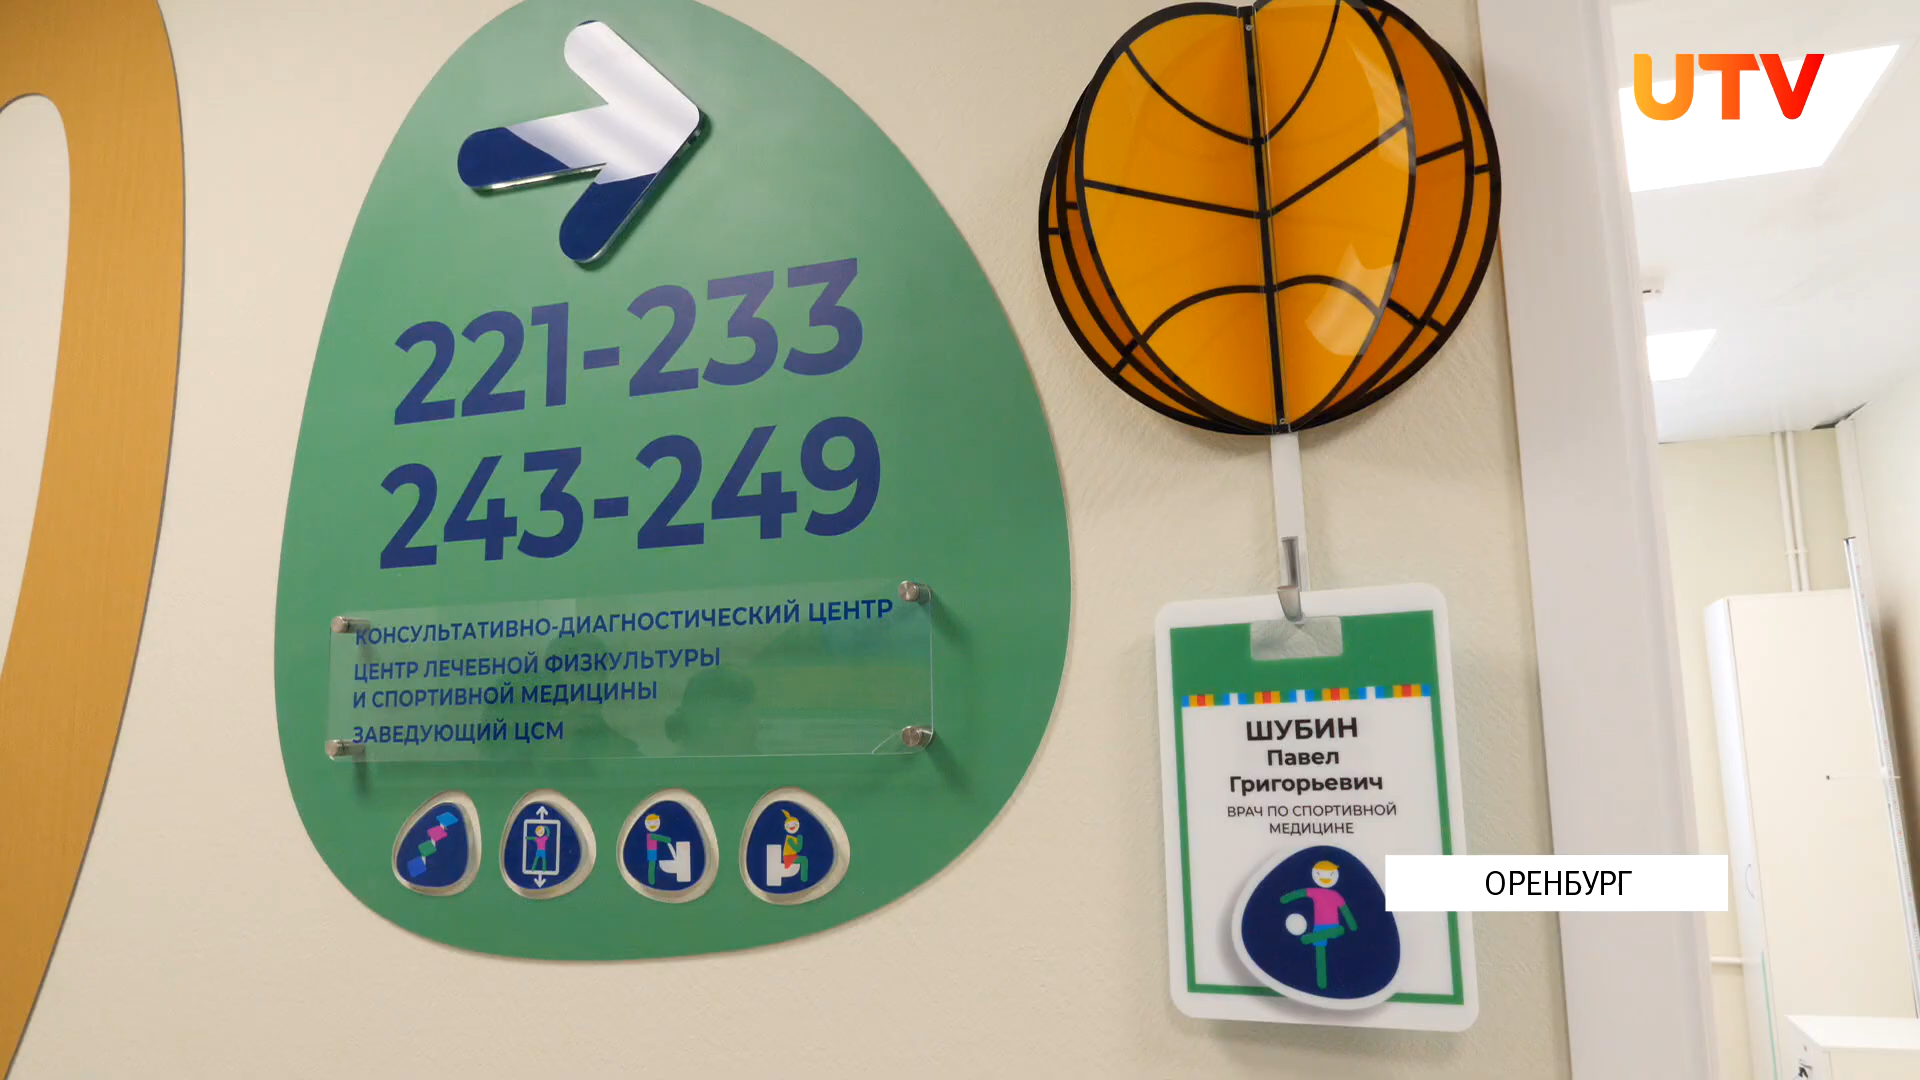 UTV
221-233
243-249
КОНСУЛЬТАТИВНО-ДИАГНОСТИЧЕСКИЙ ЦЕНТР
ЦЕНТР ЛЕЧЕБНОЙ ФИЗКУЛЬТУРЫ
И СПОРТИВНОЙ МЕДИЦИНЫ
ЗАВЕДУЮЩИЙ ЦСМ
ШУБИН
Павел
Григорьевич
ВРАЧ ПО СПОРТИВНОЙ
МЕДИЦИНЕ
ОРЕНБУРГ